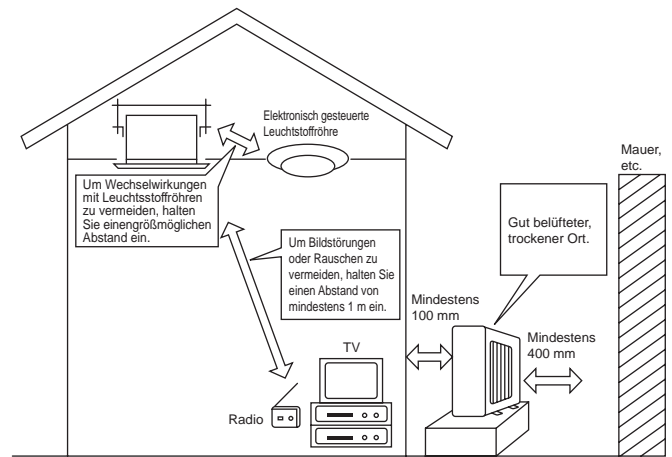 Elektronisch gesteuerte
Leuchtstoffröhre
Um Wechselwirkungen
mit Leuchtsstoffröhren
zu vermeiden, halten
Sie einengrößmöglichen
Abstand ein.
Um Bildstörungen
oder Rauschen zu
vermeiden, halten Sie
einen Abstand von
mindestens 1 m ein.
TV
Radio
Mindestens
100 mm
Gut belüfteter,
trockener Ort.
Mindestens
400 mm
Mauer,
etc.